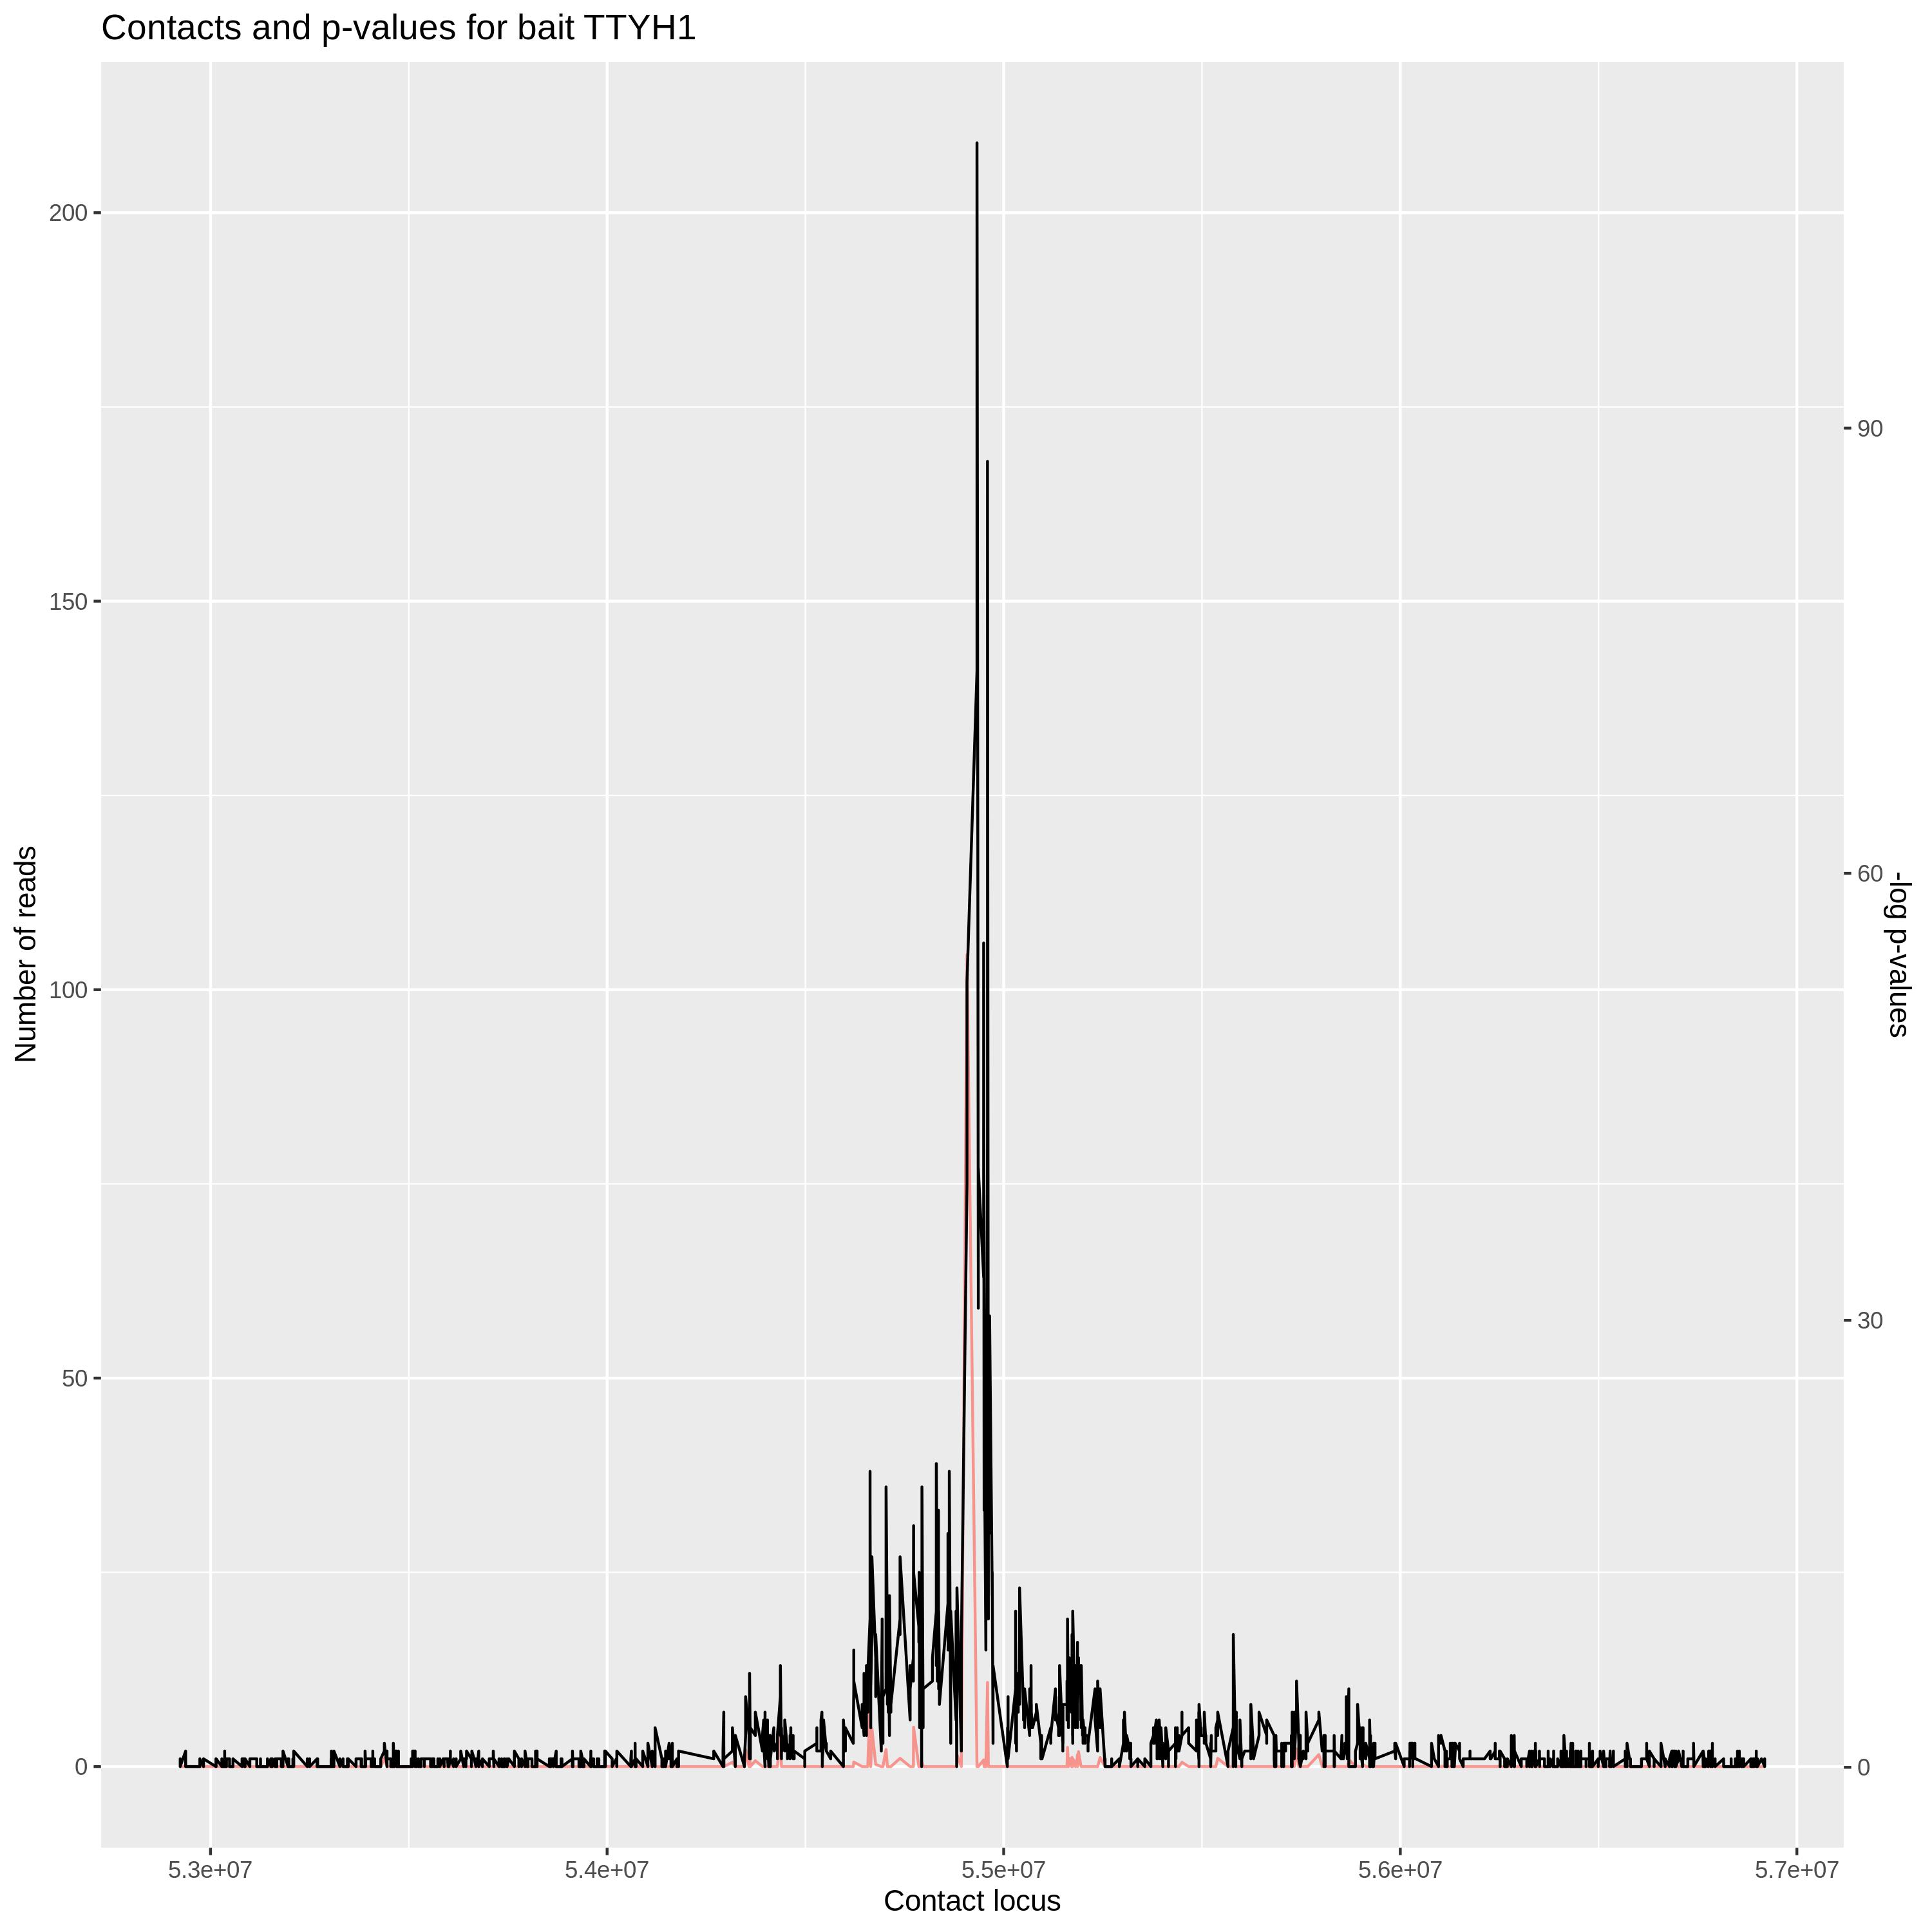 Contacts and p-values for bait TTYH1
200
150
100
50
0
Number of reads
90
60
30
0
-log p-values
5.3e+07
5.4e+07
5.5e+07
5.6e+07
5.7e+07
Contact locus